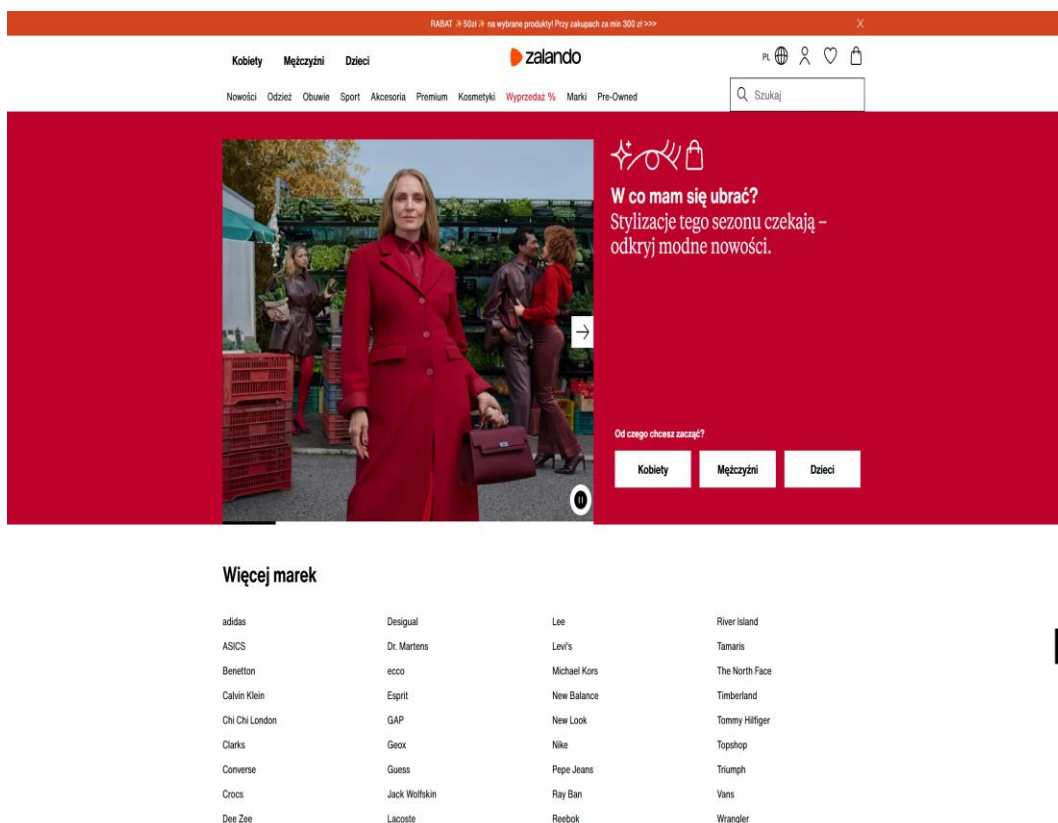 RABAT ✨ 50zł ✨ na wybrane produkty! Przy zakupach za min 300 zł >>>
X
Kobiety Mężczyźni Dzieci
zalando
PL
Nowości Odzież Obuwie Sport Akcesoria Premium Kosmetyki Wyprzedaż % Marki Pre-Owned
Szukaj
W co mam się ubrać?
Stylizacje tego sezonu czekają –
odkryj modne nowości.
Od czego chcesz zacząć?
Kobiety Mężczyźni Dzieci
Więcej marek
adidas Desigual Lee River Island
ASICS Dr. Martens Levi's Tamaris
Benetton ecco Michael Kors The North Face
Calvin Klein Esprit New Balance Timberland
Chi Chi London GAP New Look Tommy Hilfiger
Clarks Geox Nike Topshop
Converse Guess Pepe Jeans Triumph
Crocs Jack Wolfskin Ray Ban Vans
Dee Zee Lacoste Reebok Wrangler